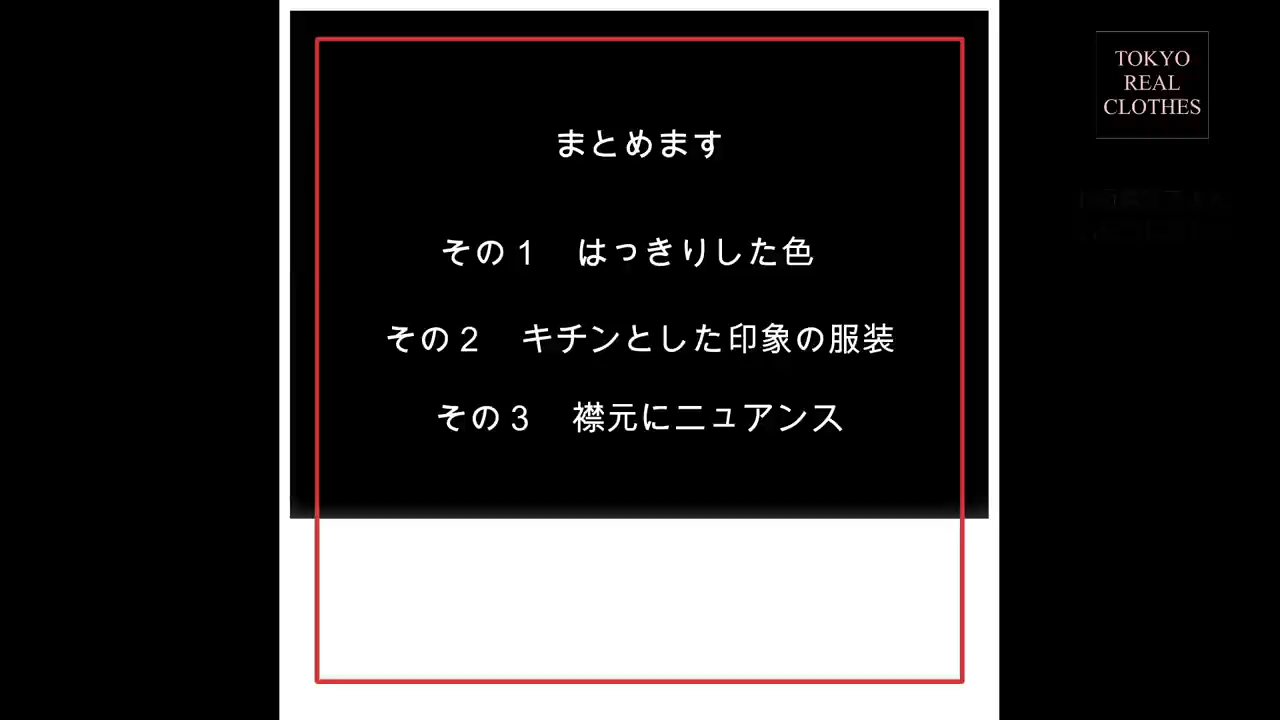 まとめます
その1　はっきりした色
その2　キチンとした印象の服装
その3　襟元にニュアンス
TOKYO
REAL
CLOTHES